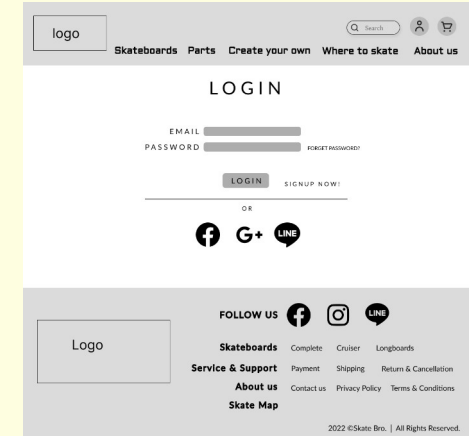 logo
Search
Skateboards Parts Create your own Where to skate About us
LOGIN
EMAIL
PASSWORD FORGET PASSWORD?
LOGIN SIGNUP NOW!
OR
G+ LINE
FOLLOW US LINE
Logo
Skateboards Complete Cruiser Longboards
Service & Support Payment Shipping Return & Cancellation
About us Contact us Privacy Policy Terms & Conditions
Skate Map
2022 ©Skate Bro. | All Rights Reserved.